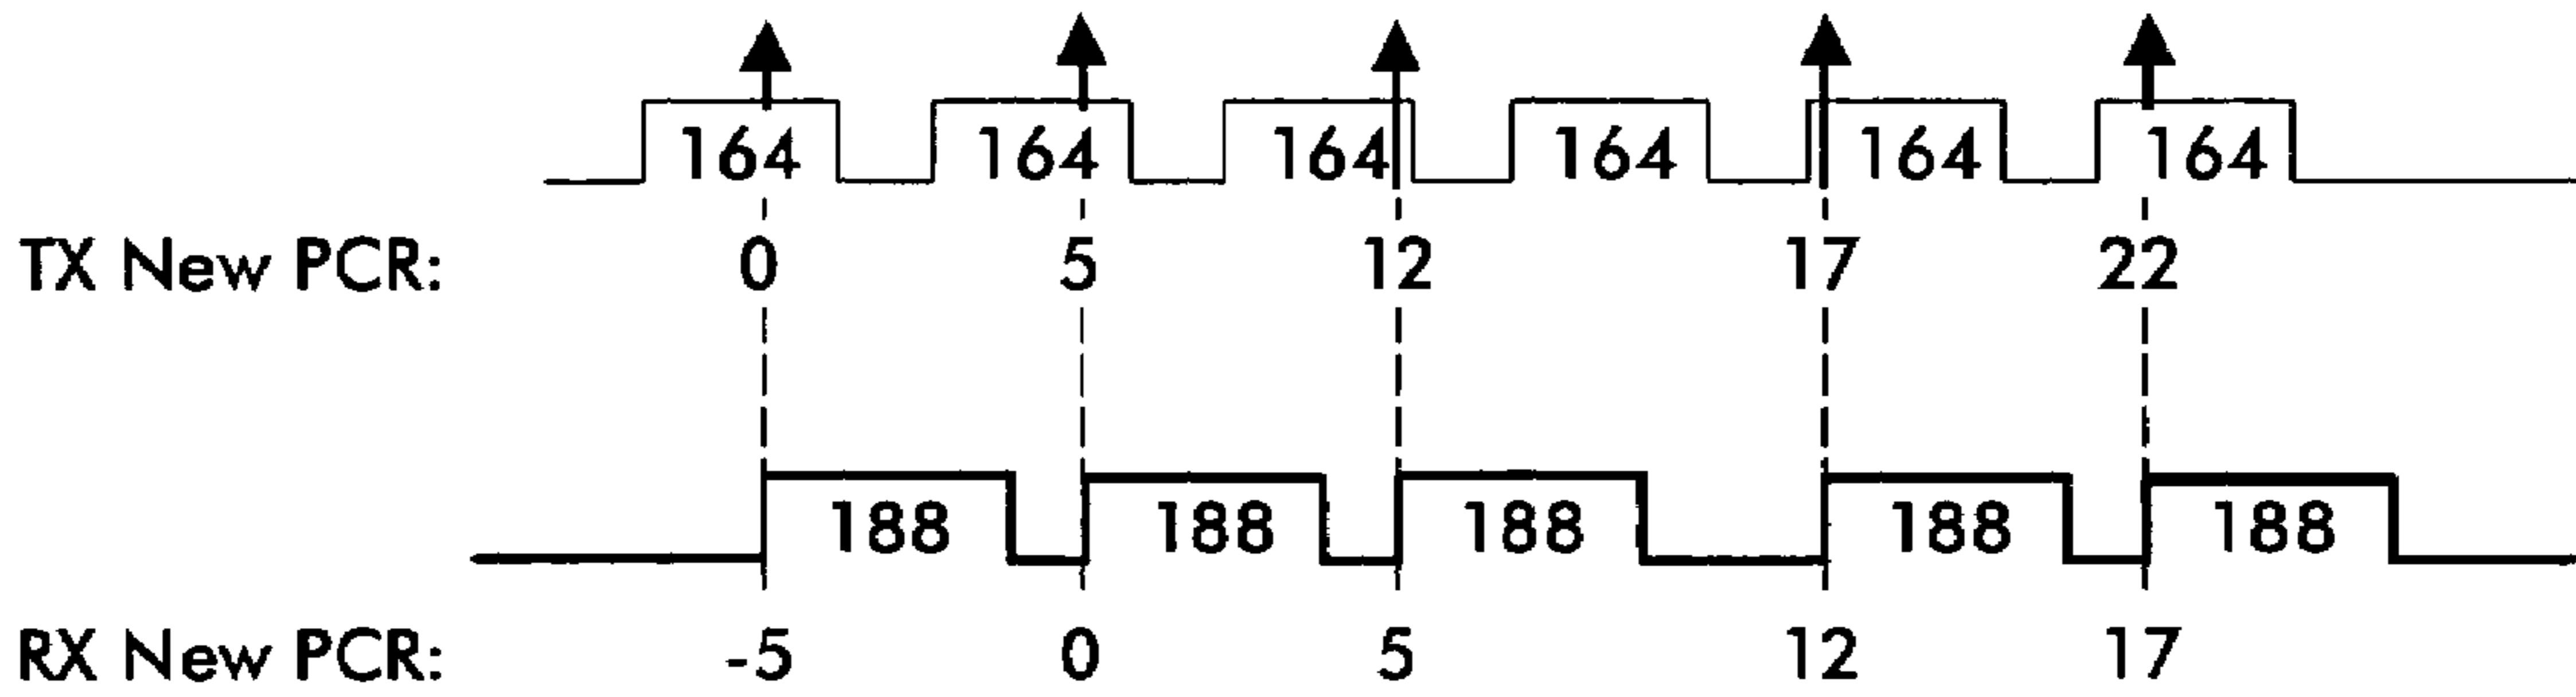 164 164 164 164 164 164
TX New PCR: 0 5 12 17 22
188 188 188 188 188
RX New PCR: -5 0 5 12 17